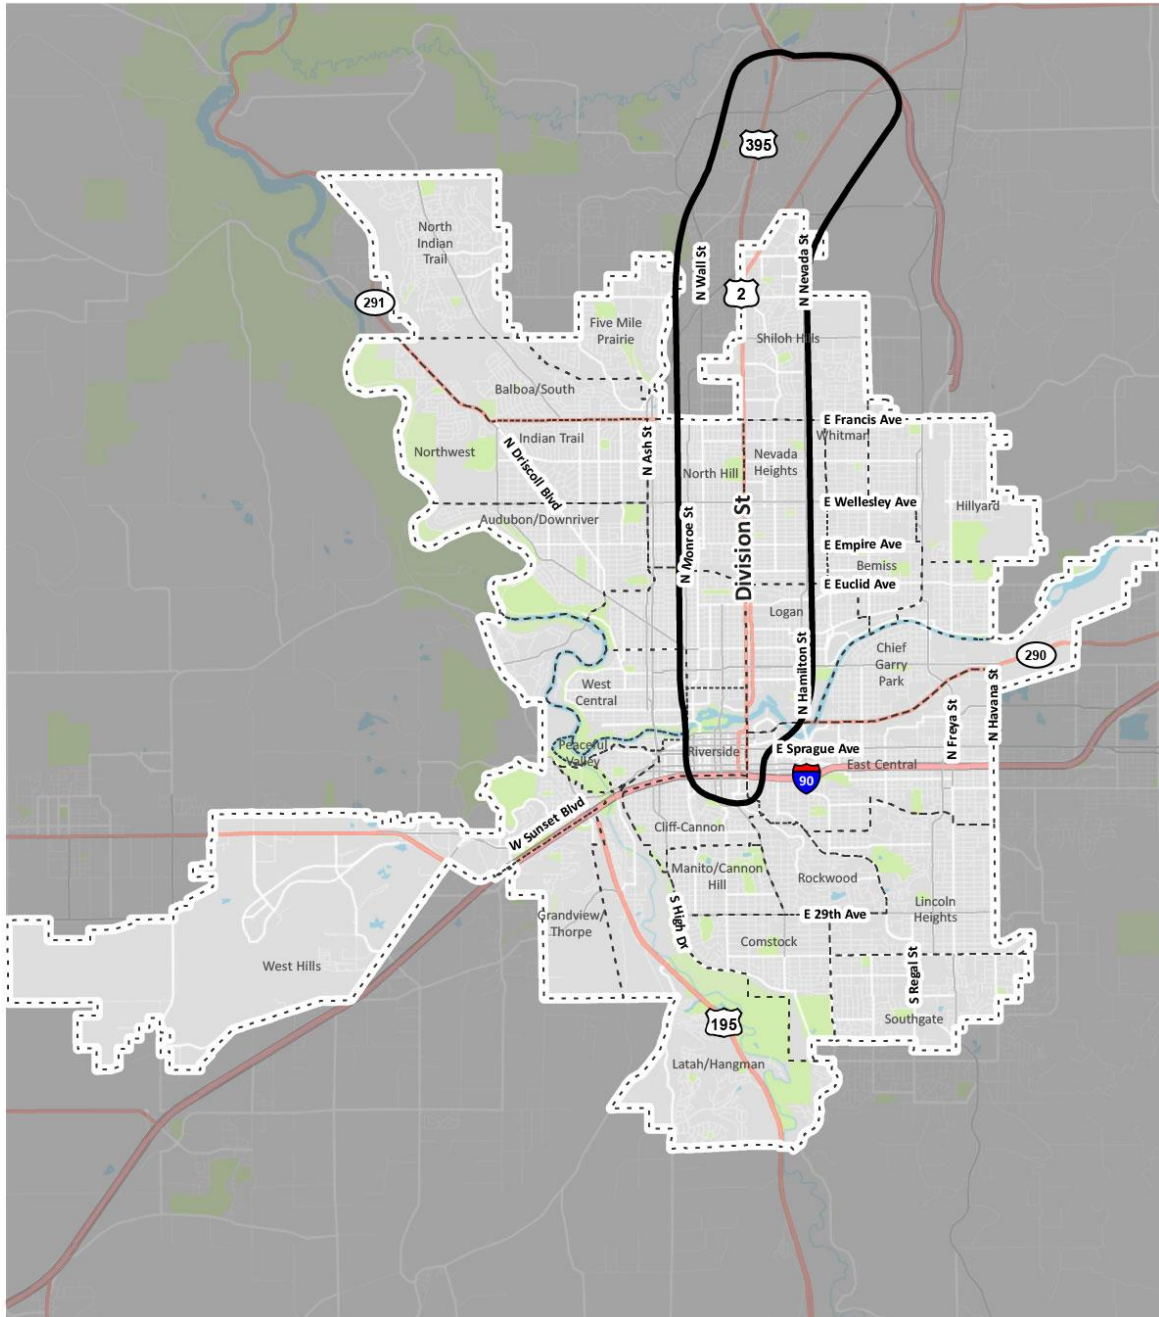 395
North
Indian
Trail
N Wall St
N Nevada St
291
2
Five Mile
Prairie
Shiloh Hills
Balboa/South
Indian Trail
E Francis Ave
Whitman
N Ash St
Northwest
N Driscoll Blvd
North Hill
Nevada
Heights
E Wellesley Ave
Hillyard
Audubon/Downriver
Division St
N Monroe St
E Empire Ave
Bemiss
E Euclid Ave
Logan
N Hamilton St
Chief
Garry
Park
290
West
Central
N Freya St
N Havana St
Peaceful
Valley
Riverside
E Sprague Ave
East Central
90
W Sunset Blvd
Cliff-Cannon
Manito/Cannon
Hill
Rockwood
Lincoln
Heights
S High Dr
E 29th Ave
Grandview/
Thorpe
Comstock
West Hills
S Regal St
195
Southgate
Latah/Hangman